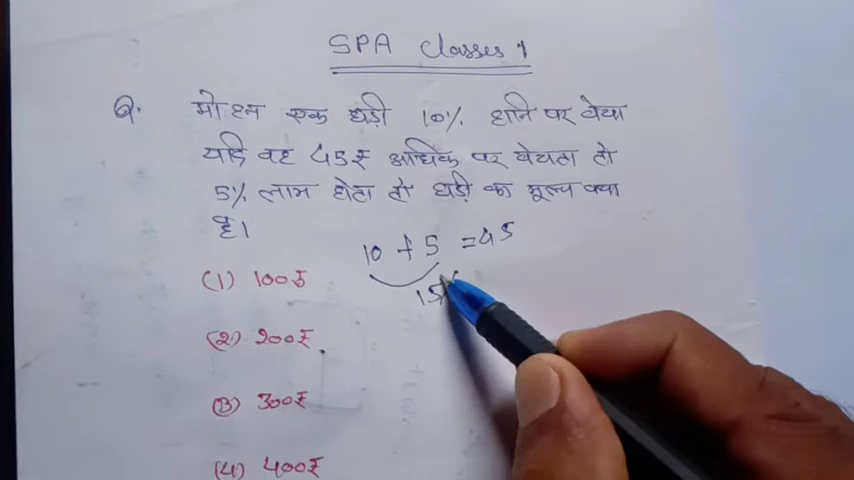 SPA Classes
Q. मोहन एक घड़ी 10% हानि पर बेचा
यदि वह 45₹ अधिक पर बेचता तो
5% लाभ होता तो घड़ी का मूल्य क्या
है।
10 + 5 = 45
15%
(1) 100₹
(2) 200₹
(3) 300₹
(4) 400₹